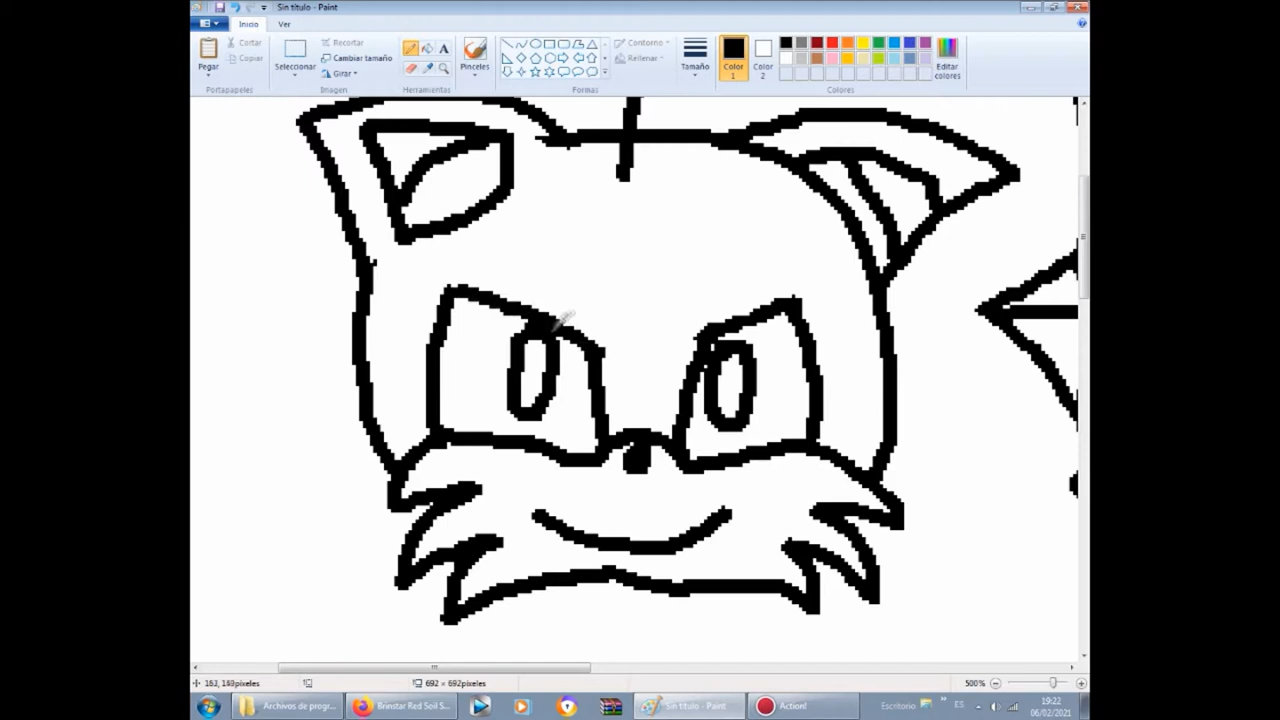 Sin título - Paint
Inicio Ver
Pegar
Cortar
Copiar
Portapapeles
Seleccionar
Recortar
Cambiar tamaño
Girar
Imagen
A
Herramientas
Pinceles
Contorno
Rellenar
Formas
Tamaño
Color 1
Color 2
Editar colores
Colores
163, 149píxeles
692 × 692píxeles
500%
Archivos de progr...
Brinstar Red Soil S...
Sin título - Paint
Action!
Escritorio
»
ES
19:22
06/02/2021